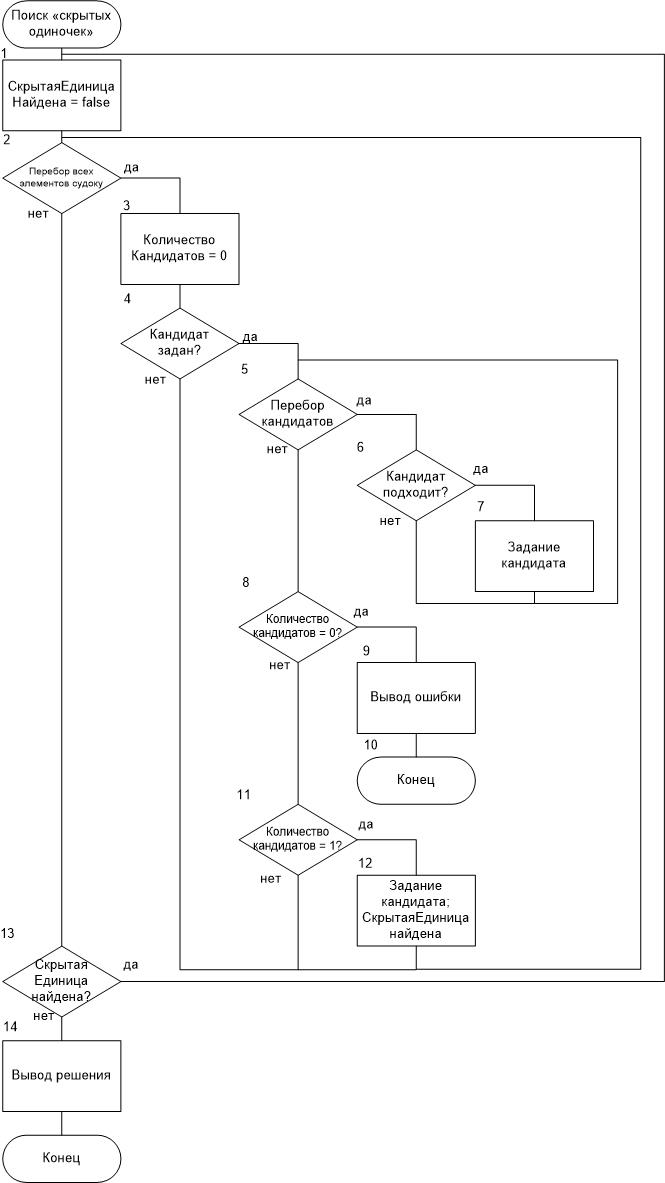 Поиск «скрытых
одиночек»
1
СкрытаяЕдиница
Найдена = false
2
Перебор всех
элементов судоку
да
нет
3
Количество
Кандидатов = 0
4
Кандидат
задан?
да
нет
5
Перебор
кандидатов
да
нет
6
Кандидат
подходит?
да
нет
7
Задание
кандидата
8
Количество
кандидатов = 0?
да
нет
9
Вывод ошибки
10
Конец
11
Количество
кандидатов = 1?
да
нет
12
Задание
кандидата;
СкрытаяЕдиница
найдена
13
Скрытая
Единица
найдена?
да
нет
14
Вывод решения
Конец